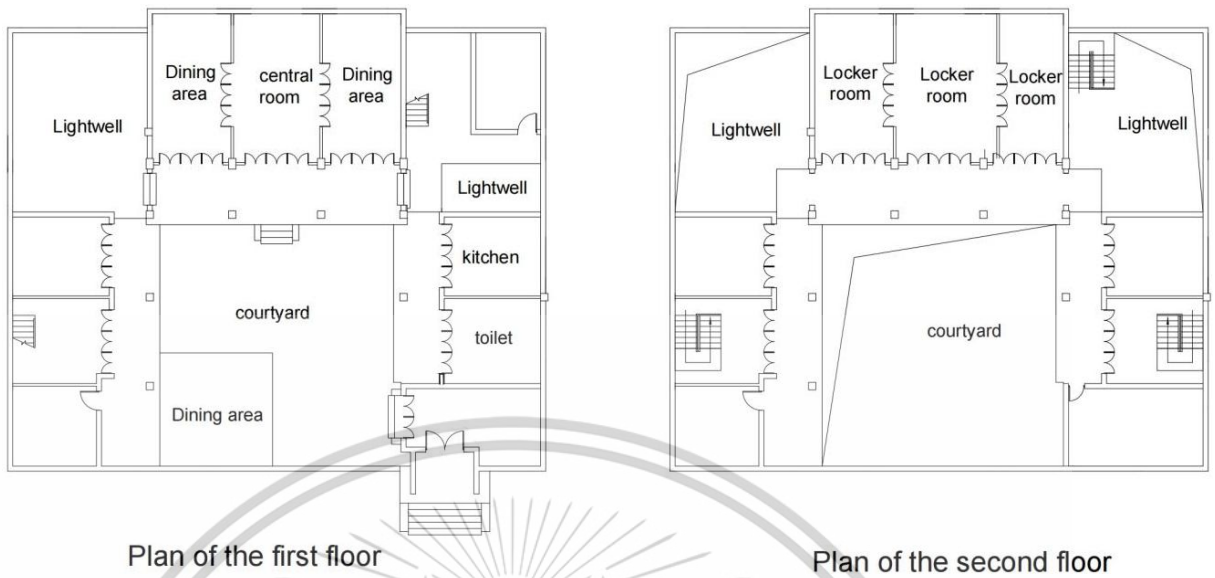 Dining
area
central
room
Dining
area
Lightwell
Lightwell
kitchen
courtyard
toilet
Dining area
Plan of the first floor
Locker
room
Locker
room
Locker
room
Lightwell
Lightwell
courtyard
Plan of the second floor